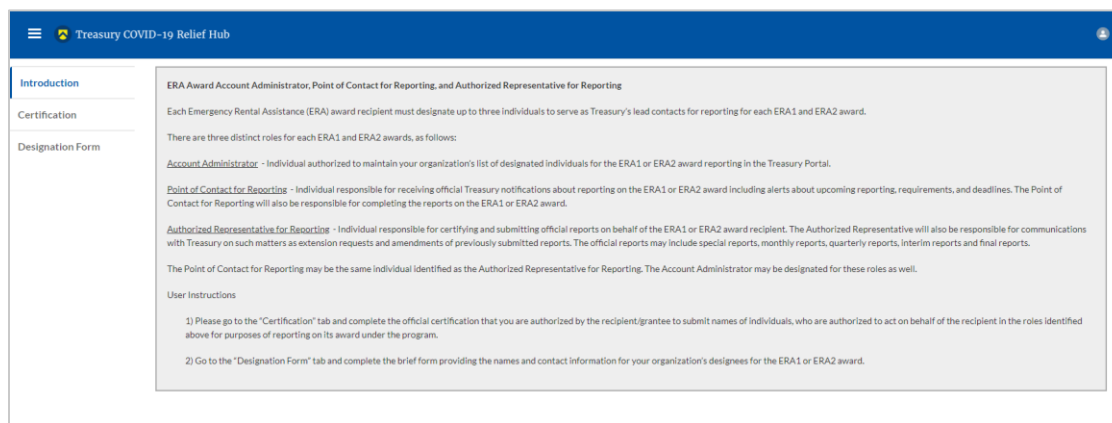 Treasury COVID-19 Relief Hub
Introduction
Certification
Designation Form
ERA Award Account Administrator, Point of Contact for Reporting, and Authorized Representative for Reporting
Each Emergency Rental Assistance (ERA) award recipient must designate up to three individuals to serve as Treasury's lead contacts for reporting for each ERA1 and ERA2 award.
There are three distinct roles for each ERA1 and ERA2 awards, as follows:
Account Administrator - Individual authorized to maintain your organization's list of designated individuals for the ERA1 or ERA2 award reporting in the Treasury Portal.
Point of Contact for Reporting - Individual responsible for receiving official Treasury notifications about reporting on the ERA1 or ERA2 award including alerts about upcoming reporting, requirements, and deadlines. The Point of
Contact for Reporting will also be responsible for completing the reports on the ERA1 or ERA2 award.
Authorized Representative for Reporting - Individual responsible for certifying and submitting official reports on behalf of the ERA1 or ERA2 award recipient. The Authorized Representative will also be responsible for communications
with Treasury on such matters as extension requests and amendments of previously submitted reports. The official reports may include special reports, monthly reports, quarterly reports, interim reports and final reports.
The Point of Contact for Reporting may be the same individual identified as the Authorized Representative for Reporting. The Account Administrator may be designated for these roles as well.
User Instructions
1) Please go to the "Certification" tab and complete the official certification that you are authorized by the recipient/grantee to submit names of individuals, who are authorized to act on behalf of the recipient in the roles identified
above for purposes of reporting on its award under the program.
2) Go to the "Designation Form" tab and complete the brief form providing the names and contact information for your organization's designees for the ERA1 or ERA2 award.